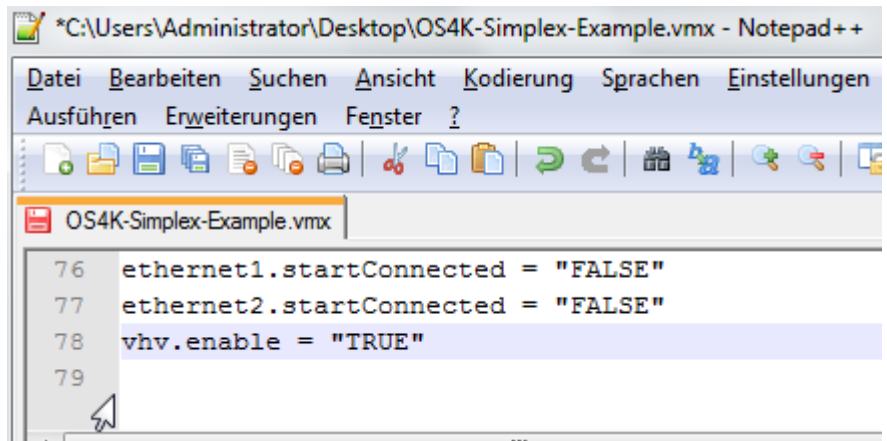 *C:\Users\Administrator\Desktop\OS4K-Simplex-Example.vmx - Notepad++
Datei Bearbeiten Suchen Ansicht Kodierung Sprachen Einstellungen
Ausführen Erweiterungen Fenster ?
OS4K-Simplex-Example.vmx
76 ethernet1.startConnected = "FALSE"
77 ethernet2.startConnected = "FALSE"
78 vhv.enable = "TRUE"
79